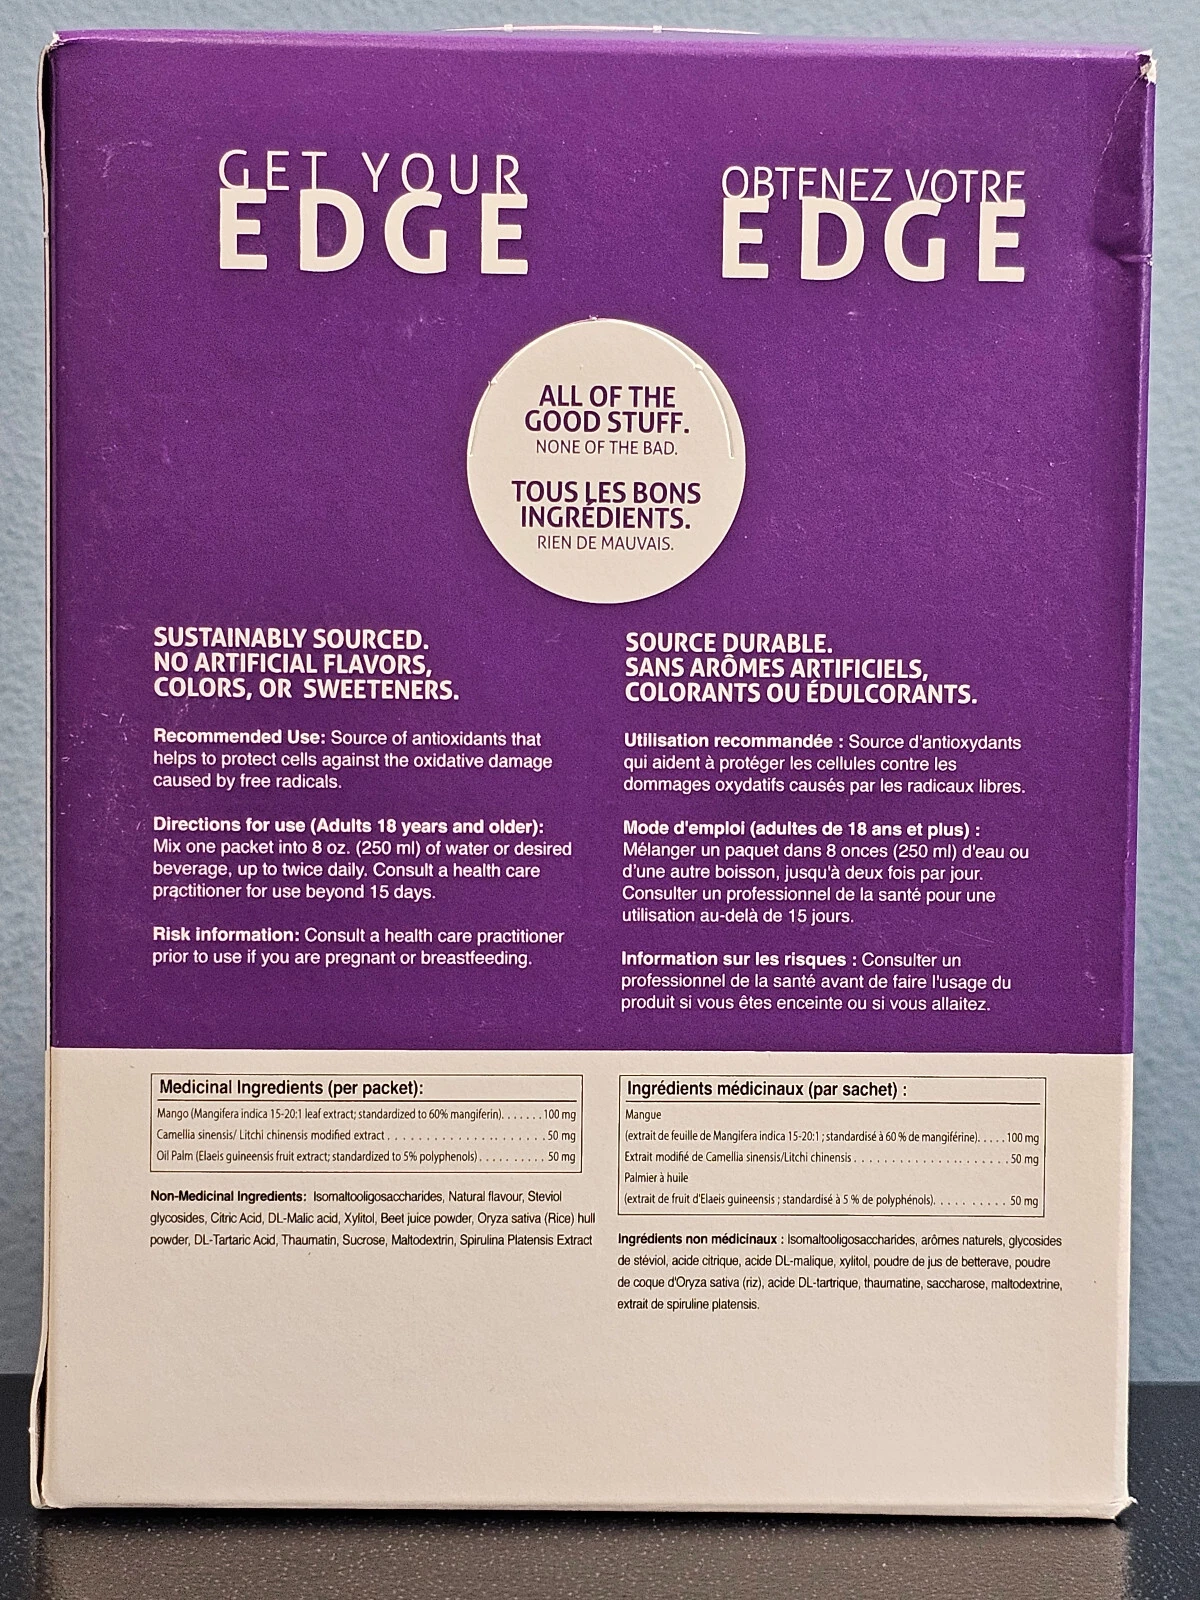 GET YOUR
EDGE
OBTENEZ VOTRE
EDGE
ALL OF THE
GOOD STUFF.
NONE OF THE BAD.
TOUS LES BONS
INGRÉDIENTS.
RIEN DE MAUVAIS.
SUSTAINABLY SOURCED.
NO ARTIFICIAL FLAVORS,
COLORS, OR SWEETENERS.
Recommended Use: Source of antioxidants that
helps to protect cells against the oxidative damage
caused by free radicals.
Directions for use (Adults 18 years and older):
Mix one packet into 8 oz. (250 ml) of water or desired
beverage, up to twice daily. Consult a health care
practitioner for use beyond 15 days.
Risk information: Consult a health care practitioner
prior to use if you are pregnant or breastfeeding.
SOURCE DURABLE.
SANS ARÔMES ARTIFICIELS,
COLORANTS OU ÉDULCORANTS.
Utilisation recommandée : Source d'antioxydants
qui aident à protéger les cellules contre les
dommages oxydatifs causés par les radicaux libres.
Mode d'emploi (adultes de 18 ans et plus) :
Mélanger un paquet dans 8 onces (250 ml) d'eau ou
d'une autre boisson, jusqu'à deux fois par jour.
Consulter un professionnel de la santé pour une
utilisation au-delà de 15 jours.
Information sur les risques : Consulter un
professionnel de la santé avant de faire l'usage du
produit si vous êtes enceinte ou si vous allaitez.
Medicinal Ingredients (per packet):
Mango (Mangifera indica 15-20:1 leaf extract; standardized to 60% mangiferin). . . . . . . 100 mg
Camellia sinensis/ Litchi chinensis modified extract . . . . . . . . . . . . . . . . . . . . . . . . 50 mg
Oil Palm (Elaeis guineensis fruit extract; standardized to 5% polyphenols) . . . . . . . . . . 50 mg
Non-Medicinal Ingredients: Isomaltooligosaccharides, Natural flavour, Steviol
glycosides, Citric Acid, DL-Malic acid, Xylitol, Beet juice powder, Oryza sativa (Rice) hull
powder, DL-Tartaric Acid, Thaumatin, Sucrose, Maltodextrin, Spirulina Platensis Extract
Ingrédients médicinaux (par sachet) :
Mangue
(extrait de feuille de Mangifera indica 15-20:1 ; standardisé à 60 % de mangiférine). . . . . 100 mg
Extrait modifié de Camellia sinensis/Litchi chinensis . . . . . . . . . . . . . . . . . . . . . . . 50 mg
Palmier à huile
(extrait de fruit d'Elaeis guineensis ; standardisé à 5 % de polyphénols). . . . . . . . . . 50 mg
Ingrédients non médicinaux : Isomaltooligosaccharides, arômes naturels, glycosides
de stéviol, acide citrique, acide DL-malique, xylitol, poudre de jus de betterave, poudre
de coque d'Oryza sativa (riz), acide DL-tartrique, thaumatine, saccharose, maltodextrine,
extrait de spiruline platensis.